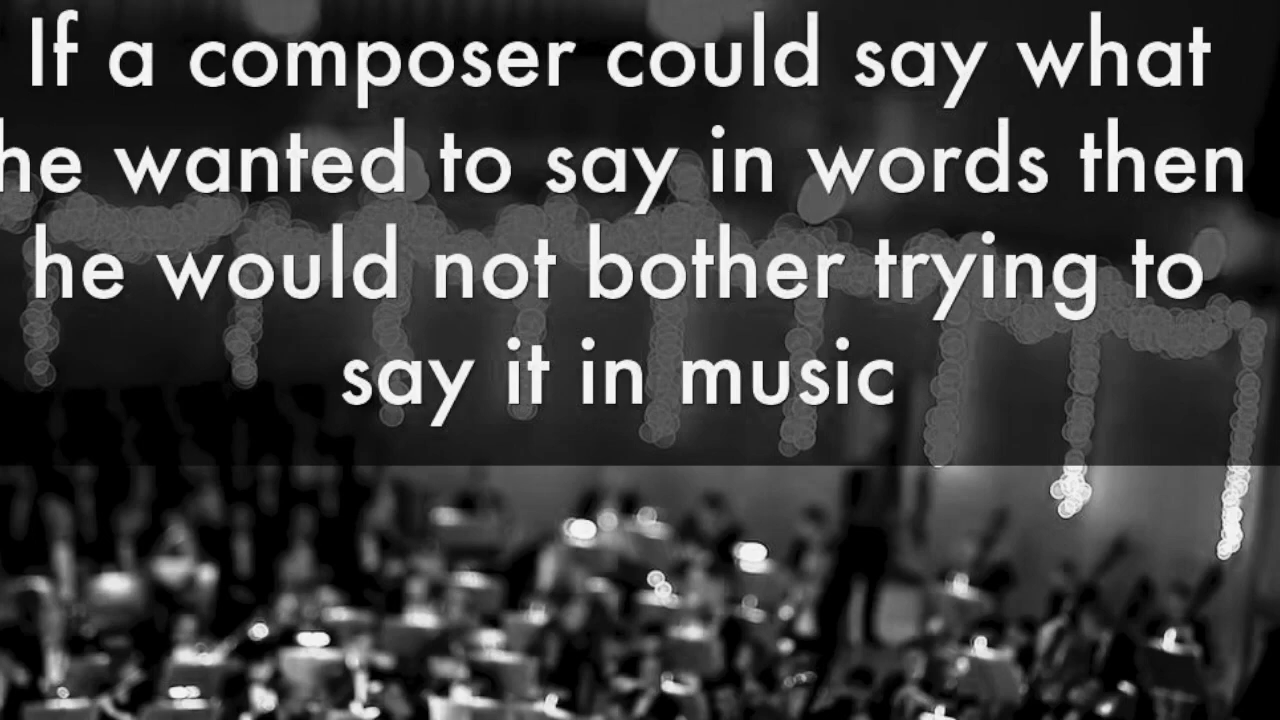 If a composer could say what
he wanted to say in words then
he would not bother trying to
say it in music